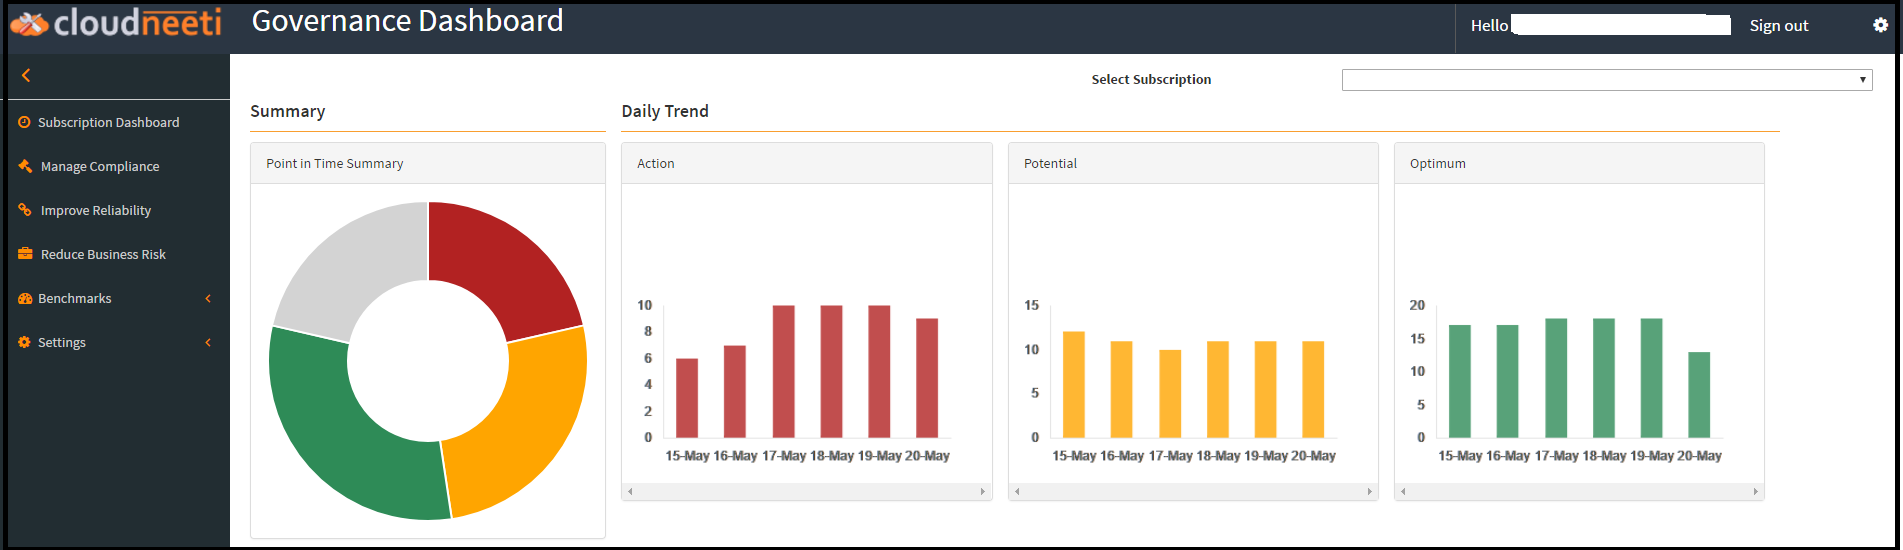 cloudneeti
Governance Dashboard
Hello
Sign out
Select Subscription
Subscription Dashboard
Manage Compliance
Improve Reliability
Reduce Business Risk
Benchmarks
Settings
Summary
Point in Time Summary
Daily Trend
Action
10
8
6
4
2
0
15-May 16-May 17-May 18-May 19-May 20-May
Potential
15
10
5
0
15-May 16-May 17-May 18-May 19-May 20-May
Optimum
20
15
10
5
0
15-May 16-May 17-May 18-May 19-May 20-May